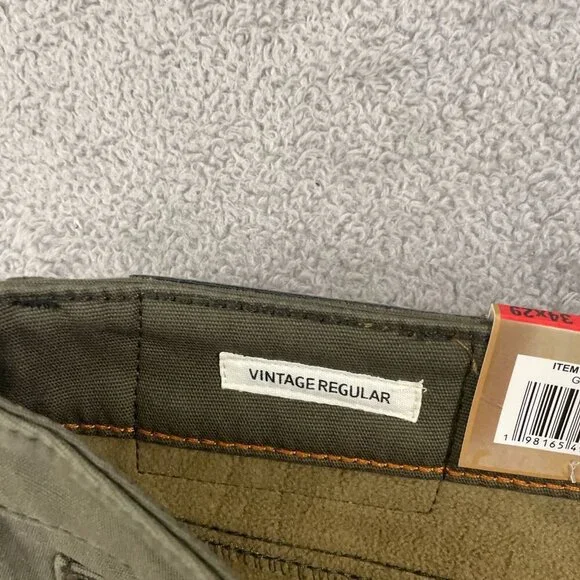 VINTAGE REGULAR
34x29
ITEM
G
1 98165 4